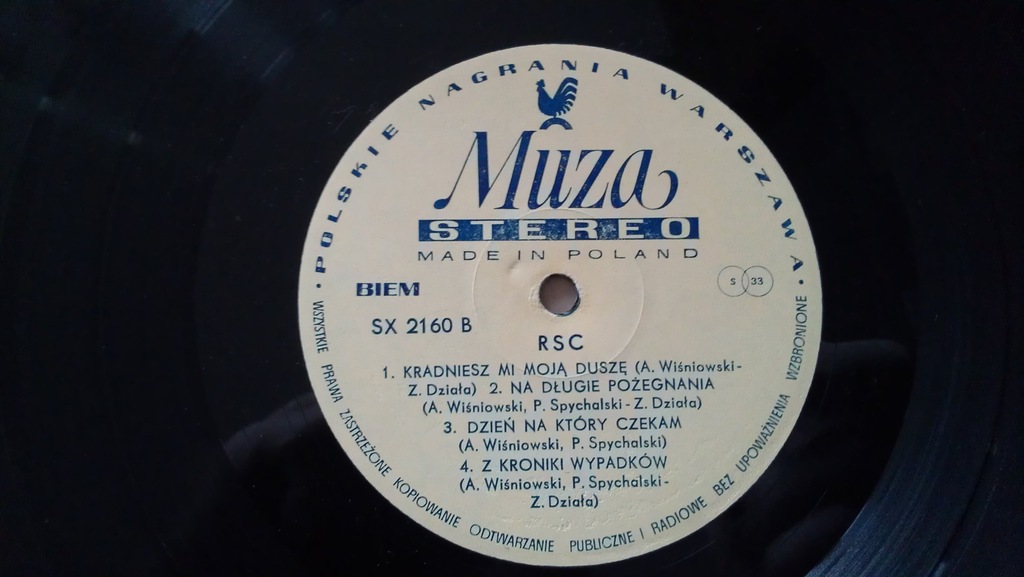 • POLSKIE NAGRANIA WARSZAWA •
Muza
STEREO
MADE IN POLAND
BIEM
S 33
SX 2160 B
RSC
1. KRADNIESZ MI MOJĄ DUSZĘ (A. Wiśniowski-
Z. Działa) 2. NA DŁUGIE POŻEGNANIA
(A. Wiśniowski, P. Spychalski - Z. Działa)
3. DZIEŃ NA KTÓRY CZEKAM
(A. Wiśniowski, P. Spychalski)
4. Z KRONIKI WYPADKÓW
(A. Wiśniowski, P. Spychalski-
Z. Działa)
WSZYSTKIE PRAWA ZASTRZEŻONE KOPIOWANIE ODTWARZANIE PUBLICZNE I RADIOWE BEZ UPOWAŻNIENIA WZBRONIONE